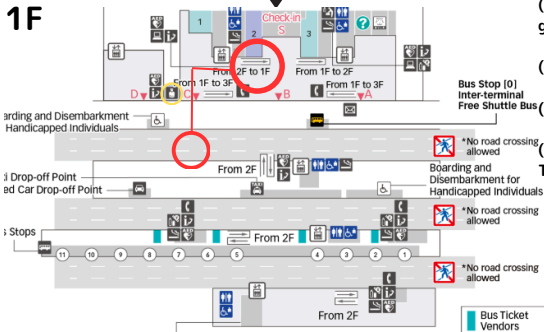 1F
1
2
3
Check-in
S
?
From 2F to 1F
From 1F to 2F
From 1F to 3F
From 1F to 3F
D
C
B
A
(
g
(
(
(
T
Bus Stop [0]
Inter-terminal
Free Shuttle Bus
arding and Disembarkment
Handicapped Individuals
*No road crossing
allowed
From 2F
Boarding and
Disembarkment for
Handicapped Individuals
i Drop-off Point
ed Car Drop-off Point
TAXI
*No road crossing
allowed
s Stops
From 2F
11
10
9
8
7
6
5
4
3
2
1
*No road crossing
allowed
From 2F
Bus Ticket
Vendors